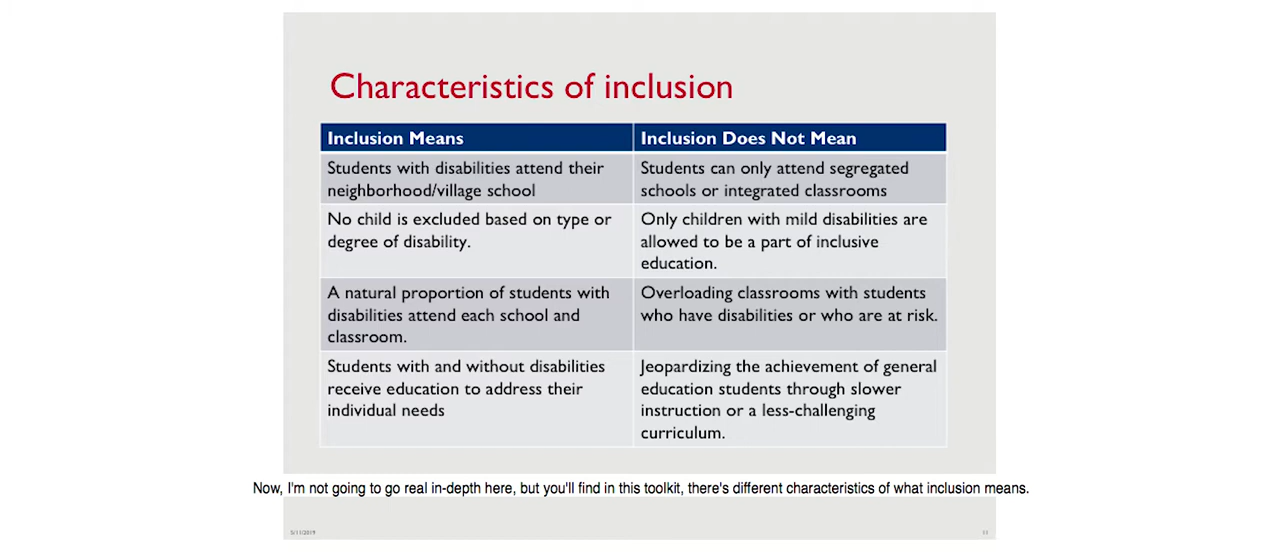 Characteristics of inclusion
Inclusion Means
Inclusion Does Not Mean
Students with disabilities attend their
neighborhood/village school
Students can only attend segregated
schools or integrated classrooms
No child is excluded based on type or
degree of disability.
Only children with mild disabilities are
allowed to be a part of inclusive
education.
A natural proportion of students with
disabilities attend each school and
classroom.
Overloading classrooms with students
who have disabilities or who are at risk.
Students with and without disabilities
receive education to address their
individual needs
Jeopardizing the achievement of general
education students through slower
instruction or a less-challenging
curriculum.
Now, I'm not going to go real in-depth here, but you'll find in this toolkit, there's different characteristics of what inclusion means.
5/11/2019
11